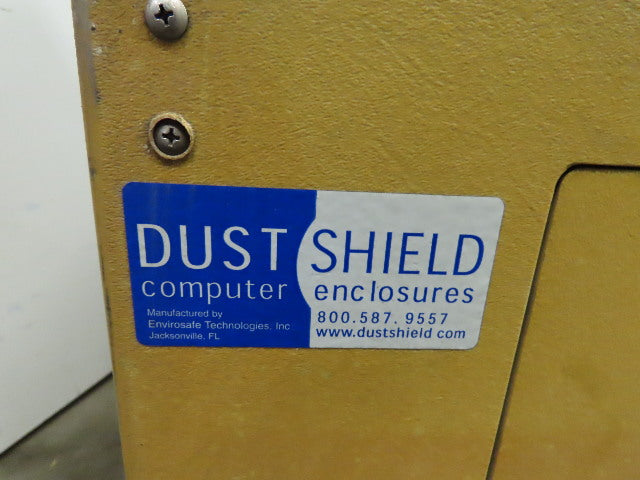 DUST SHIELD
computer enclosures
Manufactured by
Envirosafe Technologies, Inc
Jacksonville, FL
800.587.9557
www.dustshield.com